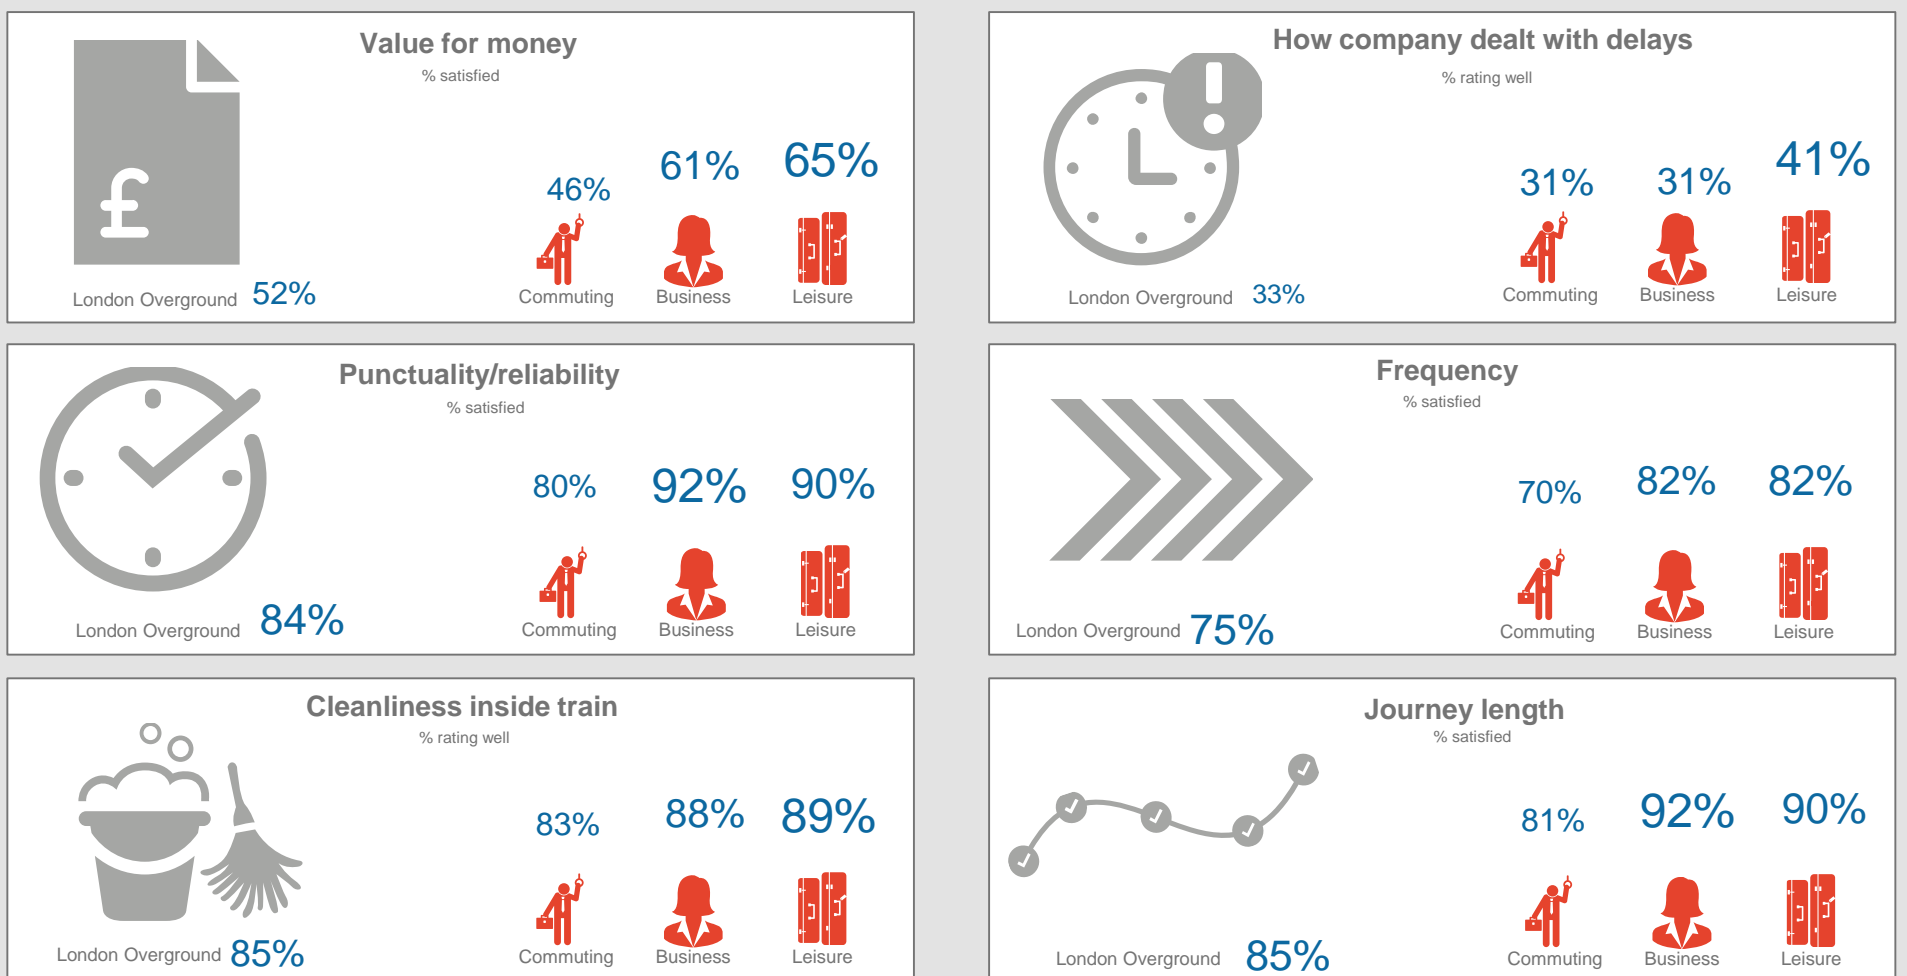 Value for money
% satisfied
£
46%
61%
65%
London Overground 52%
Commuting
Business
Leisure
How company dealt with delays
% rating well
!
31%
31%
41%
London Overground 33%
Commuting
Business
Leisure
Punctuality/reliability
% satisfied
80%
92%
90%
London Overground 84%
Commuting
Business
Leisure
Frequency
% satisfied
70%
82%
82%
London Overground 75%
Commuting
Business
Leisure
Cleanliness inside train
% rating well
83%
88%
89%
London Overground 85%
Commuting
Business
Leisure
Journey length
% satisfied
81%
92%
90%
London Overground 85%
Commuting
Business
Leisure